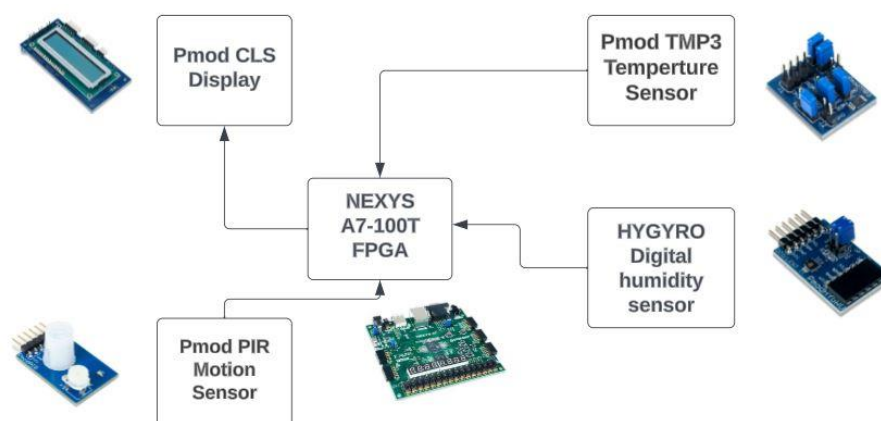 Pmod CLS
Display
Pmod TMP3
Temperture
Sensor
NEXYS
A7-100T
FPGA
HYGYRO
Digital
humidity
sensor
Pmod PIR
Motion
Sensor